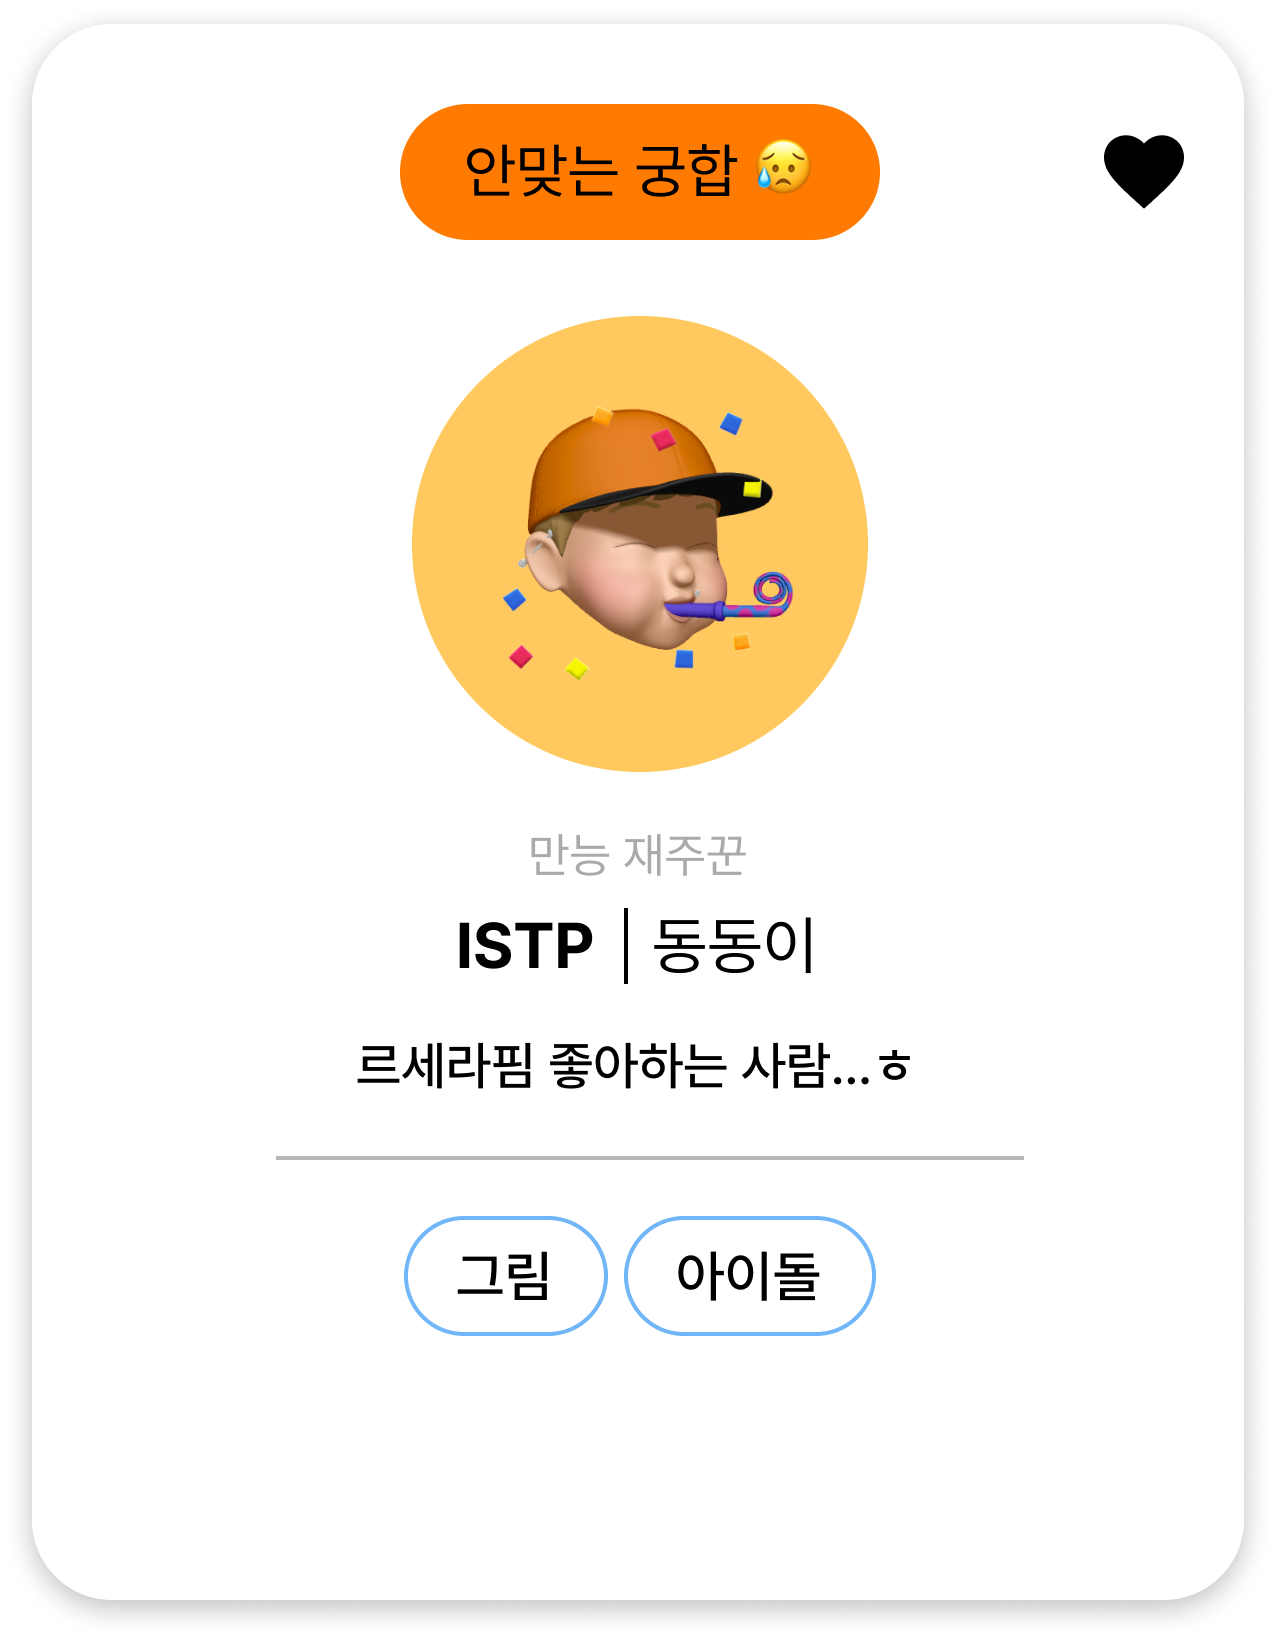 안맞는 궁합 😥
만능 재주꾼
ISTP | 동동이
르세라핌 좋아하는 사람...ㅎ
그림 아이돌